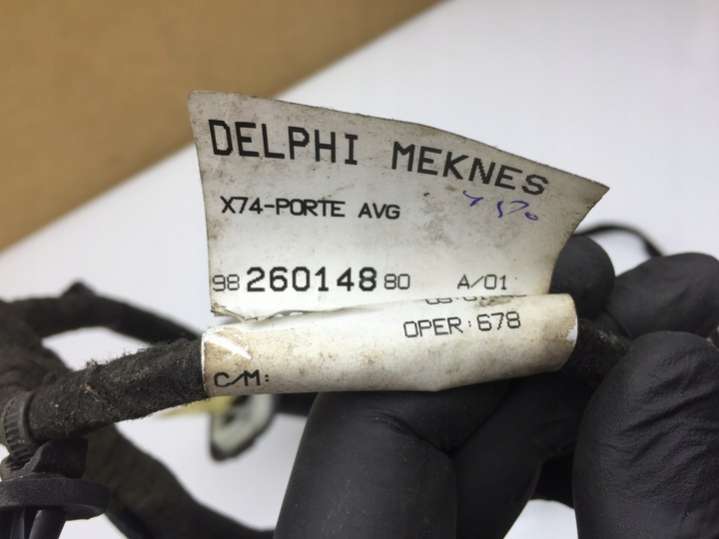 DELPHI MEKNES
X74-PORTE AVG
98 260148 80 A/01
OPER:678
C/M: